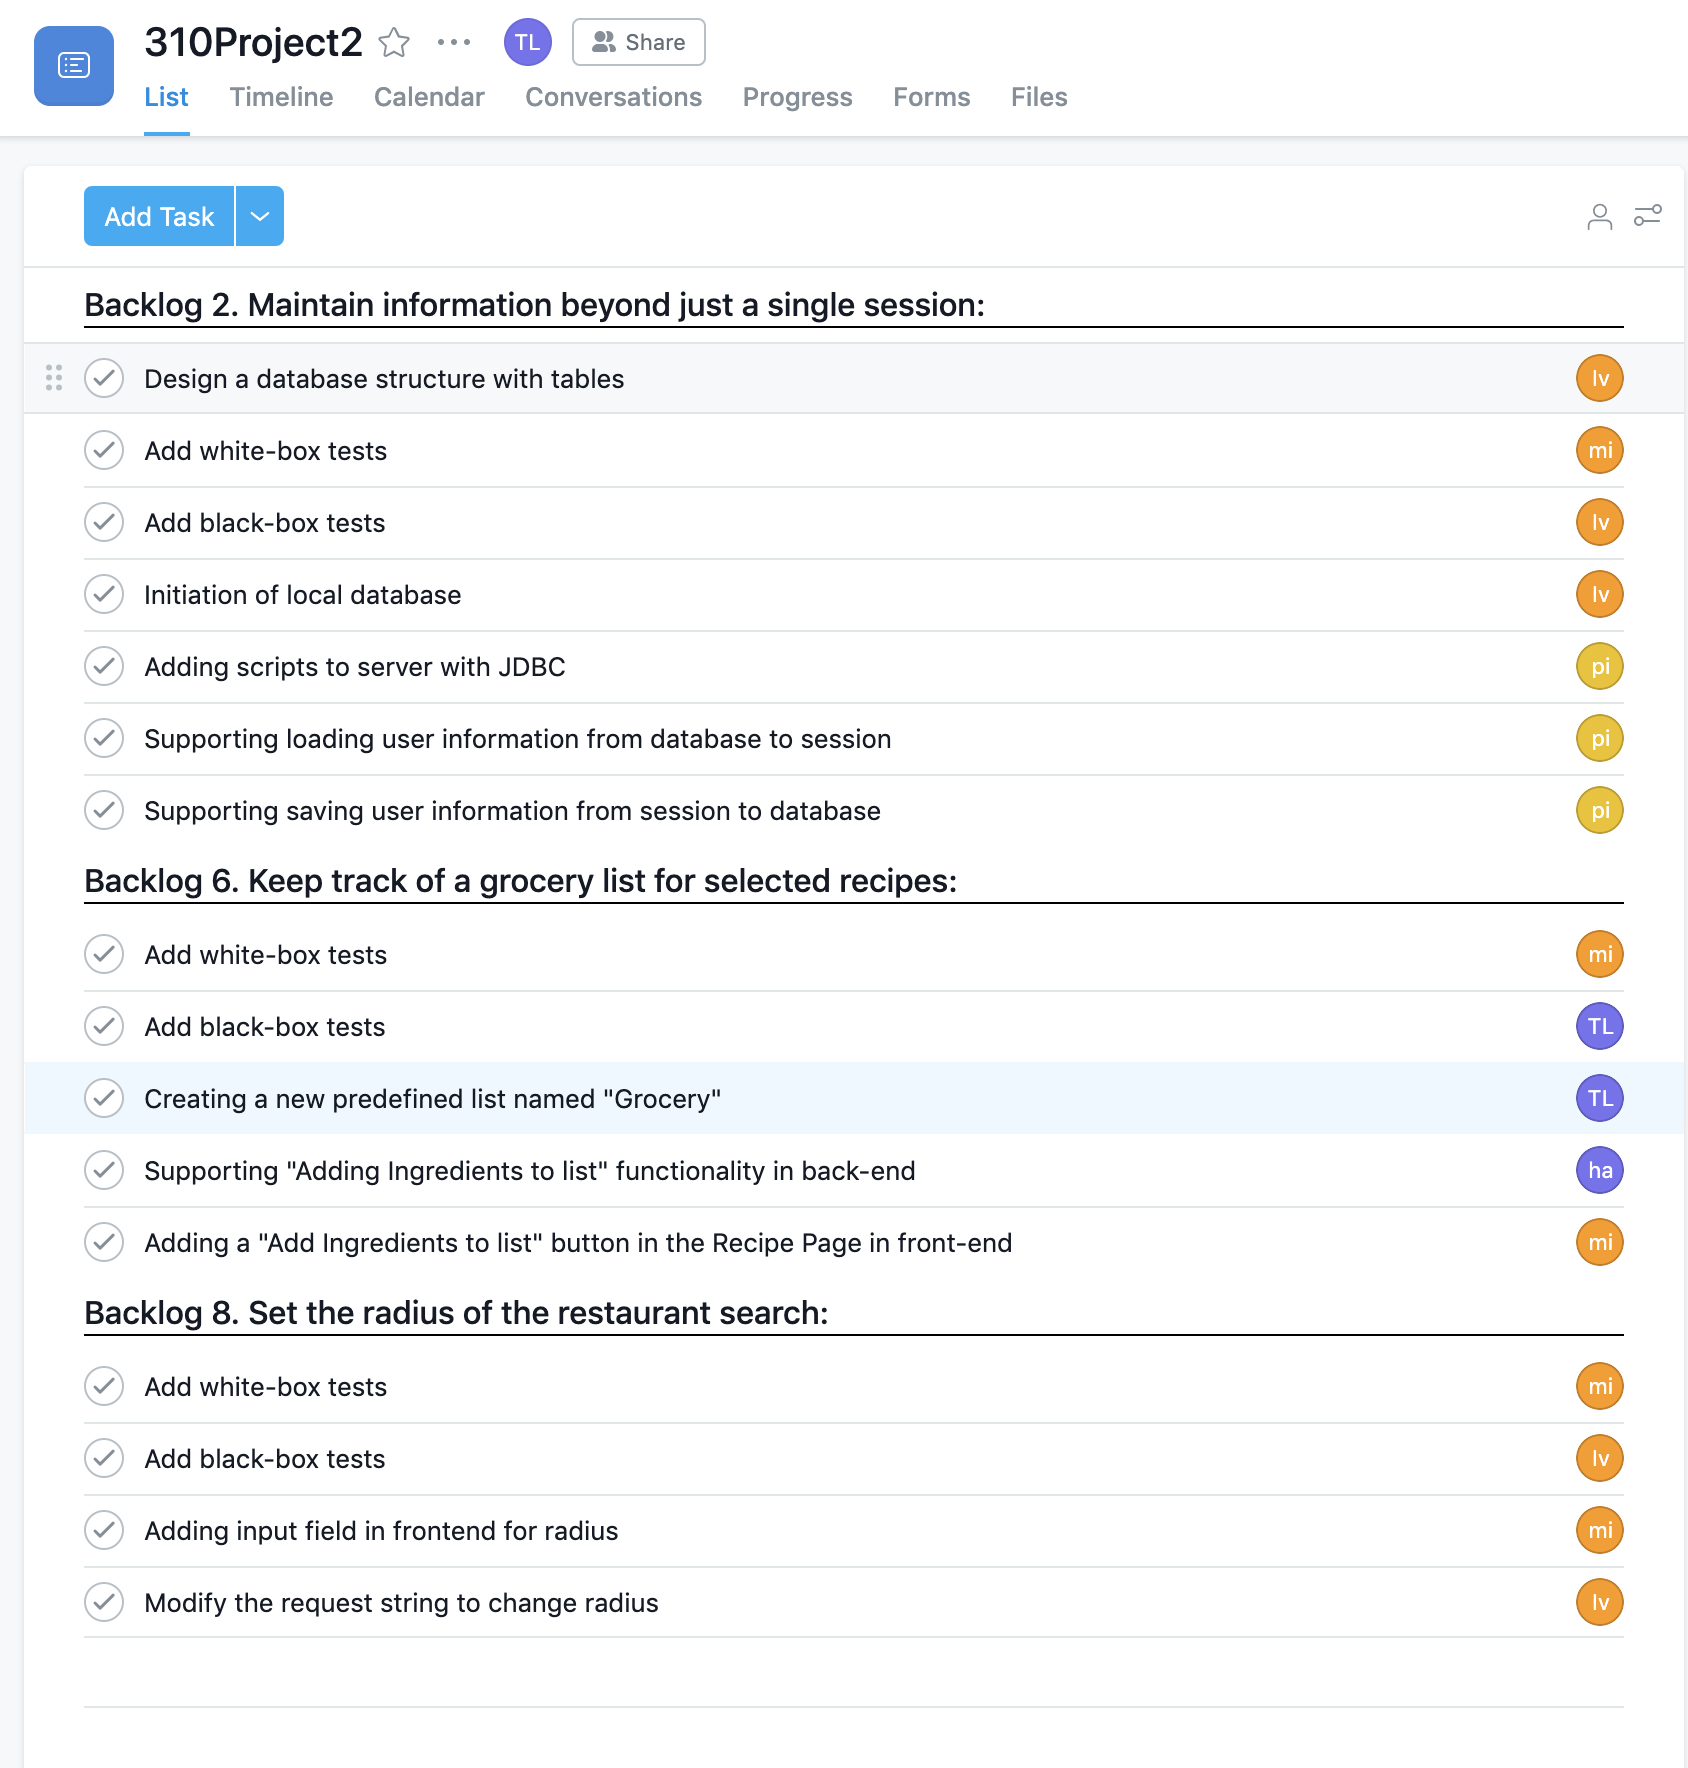 310Project2
TL
Share
List Timeline Calendar Conversations Progress Forms Files
Add Task
Backlog 2. Maintain information beyond just a single session:
Design a database structure with tables lv
Add white-box tests mi
Add black-box tests lv
Initiation of local database lv
Adding scripts to server with JDBC pi
Supporting loading user information from database to session pi
Supporting saving user information from session to database pi
Backlog 6. Keep track of a grocery list for selected recipes:
Add white-box tests mi
Add black-box tests TL
Creating a new predefined list named "Grocery" TL
Supporting "Adding Ingredients to list" functionality in back-end ha
Adding a "Add Ingredients to list" button in the Recipe Page in front-end mi
Backlog 8. Set the radius of the restaurant search:
Add white-box tests mi
Add black-box tests lv
Adding input field in frontend for radius mi
Modify the request string to change radius lv